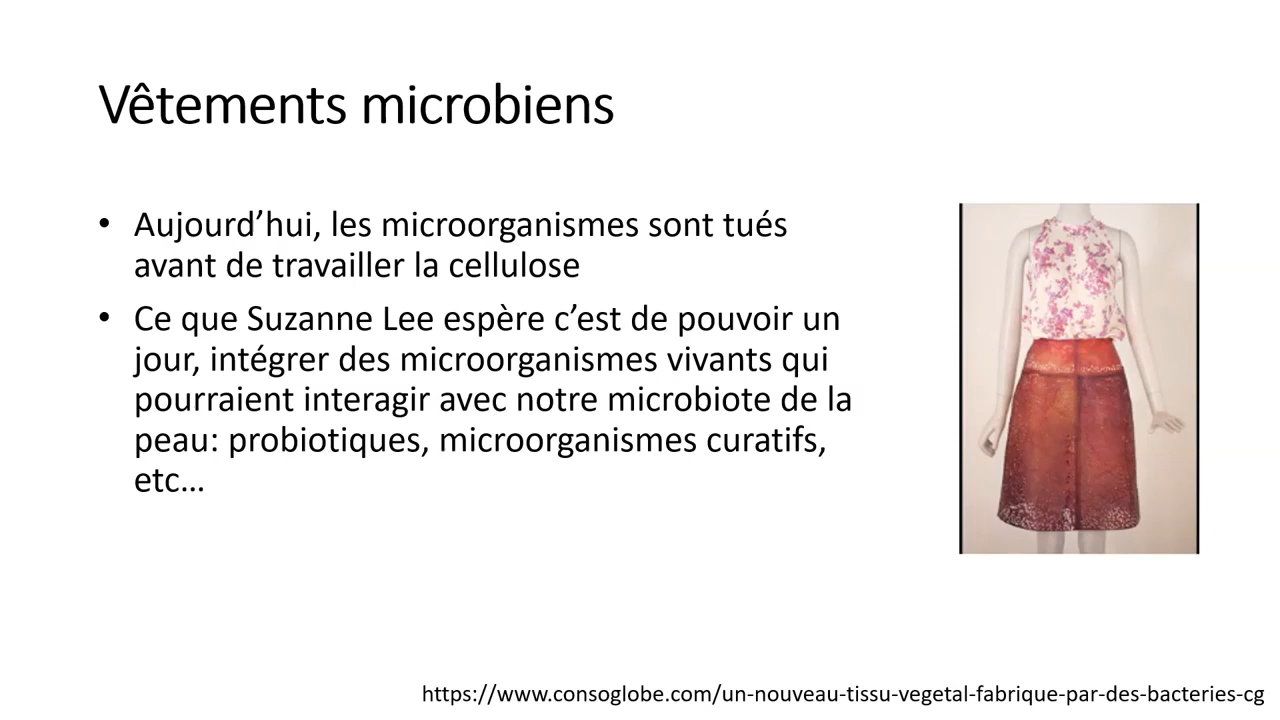 Vêtements microbiens
• Aujourd’hui, les microorganismes sont tués
avant de travailler la cellulose
• Ce que Suzanne Lee espère c’est de pouvoir un
jour, intégrer des microorganismes vivants qui
pourraient interagir avec notre microbiote de la
peau: probiotiques, microorganismes curatifs,
etc…
https://www.consoglobe.com/un-nouveau-tissu-vegetal-fabrique-par-des-bacteries-cg